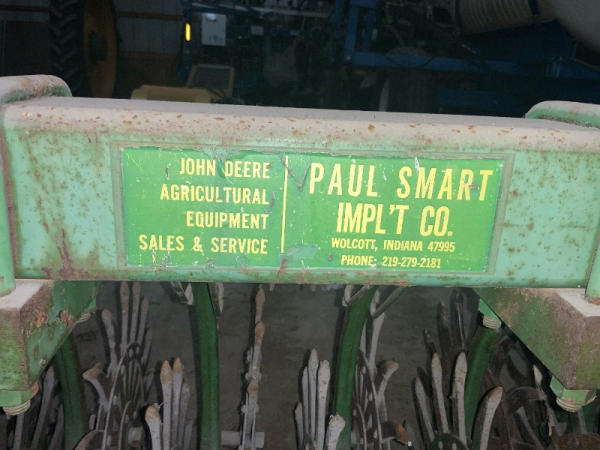 JOHN DEERE
AGRICULTURAL
EQUIPMENT
SALES & SERVICE
PAUL SMART
IMPL'T CO.
WOLCOTT, INDIANA 47995
PHONE: 219-279-2181